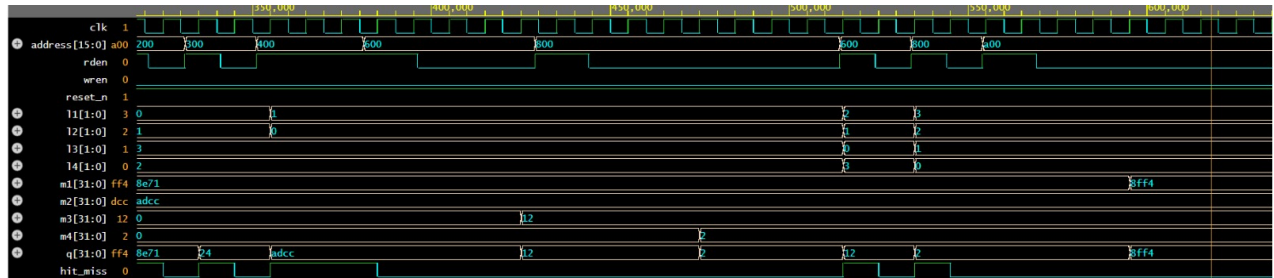 350,000 400,000 450,000 500,000 550,000 600,000
clk 1
address[15:0] a00 200 300 400 600 800 600 800 a00
rden 0
wren 0
reset_n 1
l1[1:0] 3 0 1 2 3
l2[1:0] 2 1 0 1 2
l3[1:0] 1 3 0 1
l4[1:0] 0 2 3 0
m1[31:0] ff4 8e71 8ff4
m2[31:0] dcc adcc
m3[31:0] 12 0 12
m4[31:0] 2 0 2
q[31:0] ff4 8e71 24 adcc 12 2 12 2 8ff4
hit_miss 0